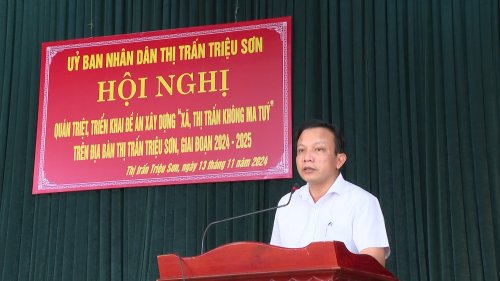 UỶ BAN NHÂN DÂN THỊ TRẤN TRIỆU SƠN
HỘI NGHỊ
QUÁN TRIỆT, TRIỂN KHAI ĐỀ ÁN XÂY DỰNG "XÃ, THỊ TRẤN KHÔNG MA TUÝ"
TRÊN ĐỊA BÀN THỊ TRẤN TRIỆU SƠN, GIAI ĐOẠN 2024 - 2025
Thị trấn Triệu Sơn, ngày 13 tháng 11 năm 2024